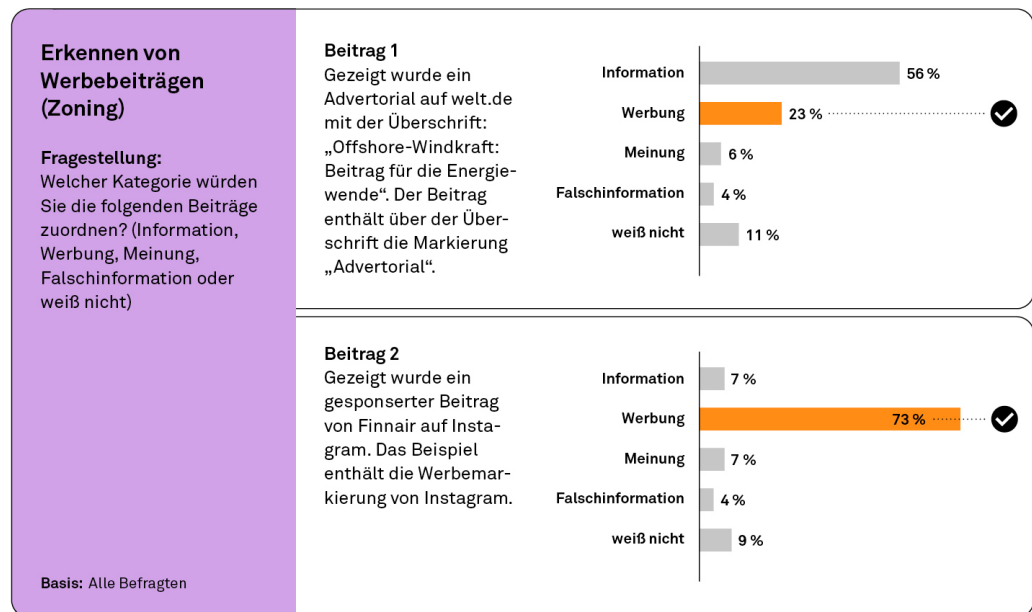 Erkennen von
Werbebeiträgen
(Zoning)
Fragestellung:
Welcher Kategorie würden
Sie die folgenden Beiträge
zuordnen? (Information,
Werbung, Meinung,
Falschinformation oder
weiß nicht)
Basis: Alle Befragten
Beitrag 1
Gezeigt wurde ein
Advertorial auf welt.de
mit der Überschrift:
„Offshore-Windkraft:
Beitrag für die Energie-
wende“. Der Beitrag
enthält über der Über-
schrift die Markierung
„Advertorial“.
Information 56 %
Werbung 23 %
Meinung 6 %
Falschinformation 4 %
weiß nicht 11 %
Beitrag 2
Gezeigt wurde ein
gesponserter Beitrag
von Finnair auf Insta-
gram. Das Beispiel
enthält die Werbemar-
kierung von Instagram.
Information 7 %
Werbung 73 %
Meinung 7 %
Falschinformation 4 %
weiß nicht 9 %